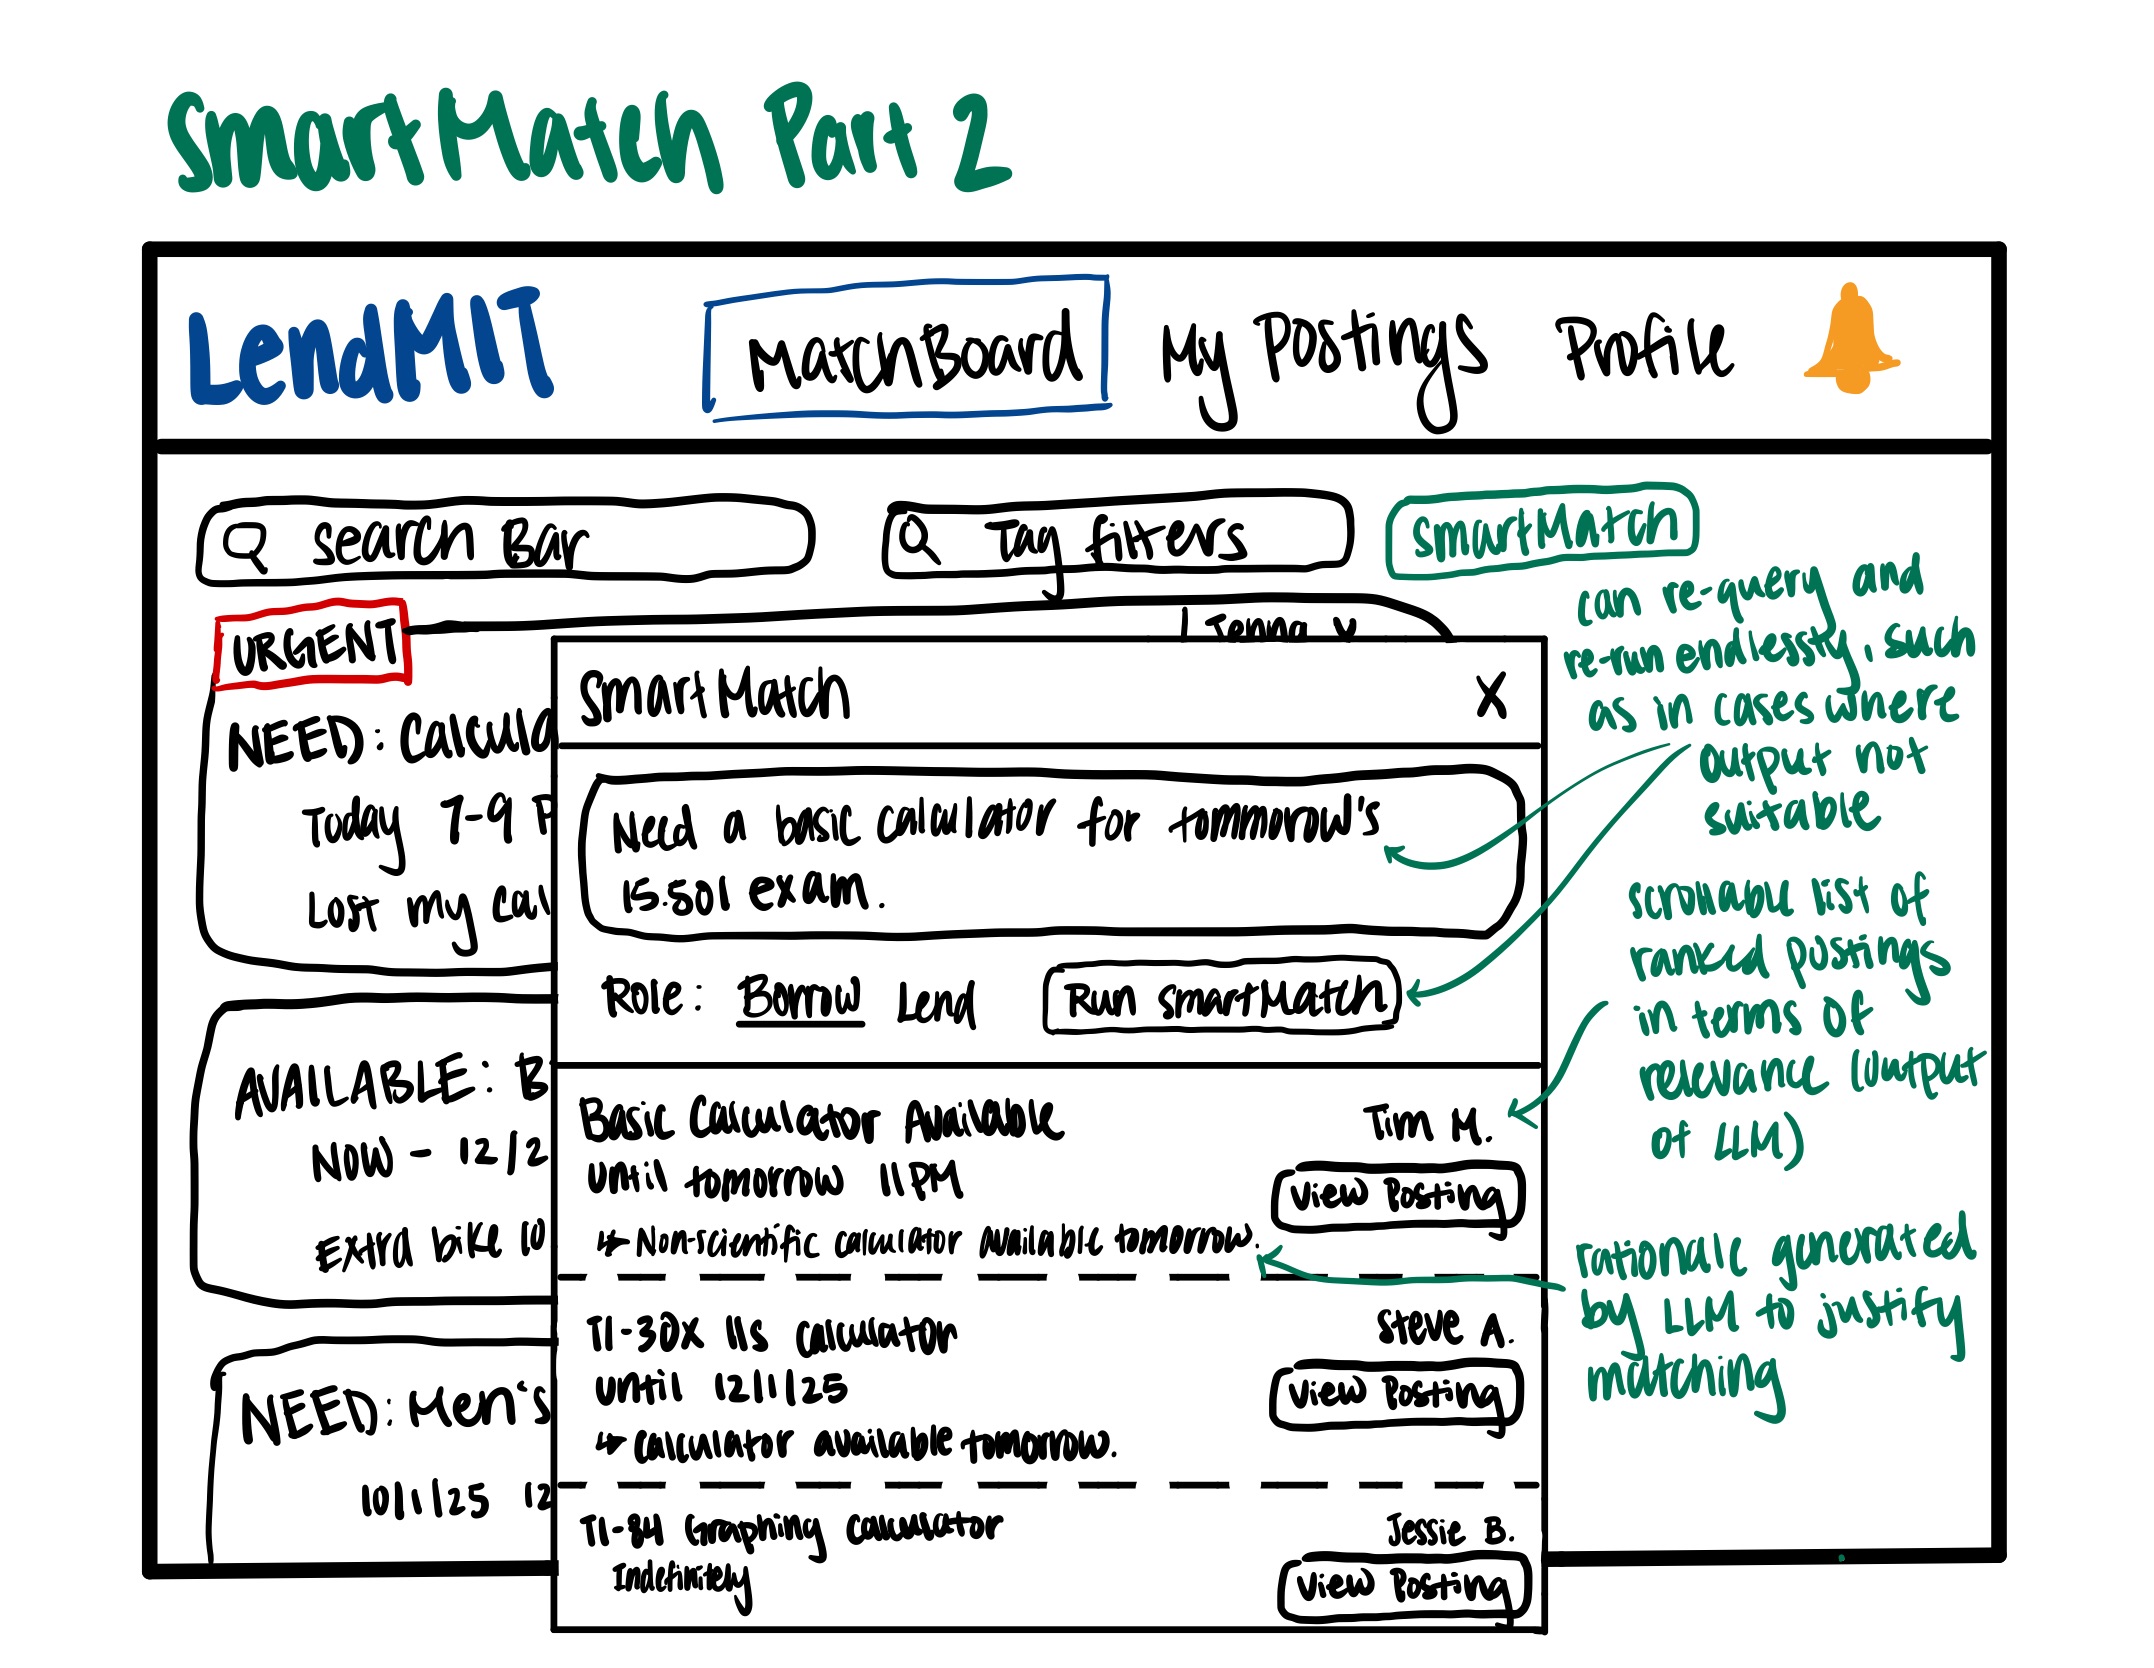 SmartMatch Part 2
LendMIT
MatchBoard
My Postings
Profile
Search Bar
Tag filters
SmartMatch
URGENT
Jenna
NEED: Calcula
Today 7-9 P
Lost my cal
AVAILABLE: B
NOW - 12/2
Extra bike lo
NEED: Men's
10/1/25 12
SmartMatch X
Need a basic calculator for tommorow's
15.501 exam.
Role: Borrow Lend
Run SmartMatch
Basic Calculator Available
Tim M.
Until tomorrow 11PM
View Posting
↳ Non-scientific calculator available tomorrow.
TI-30X IIs calculator
Steve A.
Until 12/1/25
View Posting
↳ calculator available tomorrow.
TI-84 Graphing Calculator
Jessie B.
Indefinitely
View Posting
can re-query and
re-run endlessly, such
as in cases where
output not
suitable
scrollable list of
ranked postings
in terms of
relevance (output
of LLM)
rationale generated
by LLM to justify
matching